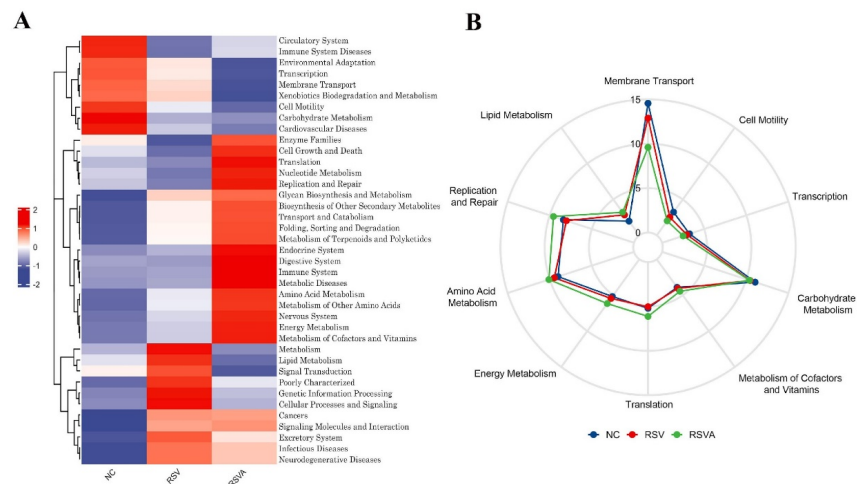 A
Circulatory System
Immune System Diseases
Environmental Adaptation
Transcription
Membrane Transport
Xenobiotics Biodegradation and Metabolism
Cell Motility
Carbohydrate Metabolism
Cardiovascular Diseases
Enzyme Families
Cell Growth and Death
Translation
Nucleotide Metabolism
Replication and Repair
Glycan Biosynthesis and Metabolism
Biosynthesis of Other Secondary Metabolites
Transport and Catabolism
Folding, Sorting and Degradation
Metabolism of Terpenoids and Polyketides
Endocrine System
Digestive System
Immune System
Metabolic Diseases
Amino Acid Metabolism
Metabolism of Other Amino Acids
Nervous System
Energy Metabolism
Metabolism of Cofactors and Vitamins
Metabolism
Lipid Metabolism
Signal Transduction
Poorly Characterized
Genetic Information Processing
Cellular Processes and Signaling
Cancers
Signaling Molecules and Interaction
Excretory System
Infectious Diseases
Neurodegenerative Diseases
2
1
0
-1
-2
NC
RSV
RSVA
B
Membrane Transport
15
10
5
0
Cell Motility
Transcription
Carbohydrate
Metabolism
Metabolism of Cofactors
and Vitamins
Translation
Energy Metabolism
Amino Acid
Metabolism
Replication
and Repair
Lipid Metabolism
NC
RSV
RSVA